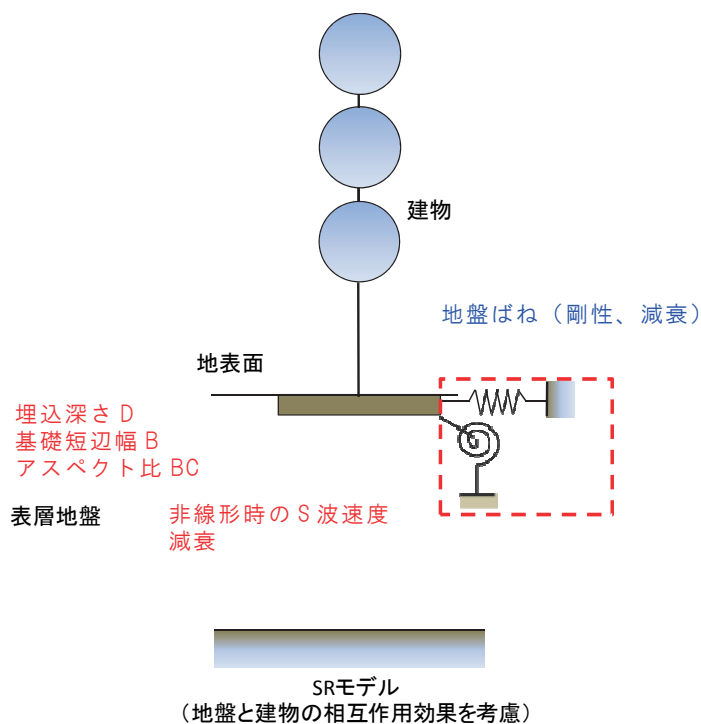 建物
地盤ばね（剛性、減衰）
地表面
埋込深さ D
基礎短辺幅 B
アスペクト比 BC
表層地盤
非線形時の S 波速度
減衰
SRモデル
（地盤と建物の相互作用効果を考慮）